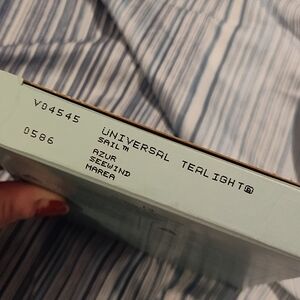 V04545 UNIVERSAL TEALIGHT®
SAIL™
0586 AZUR
SEEWIND
MAREA